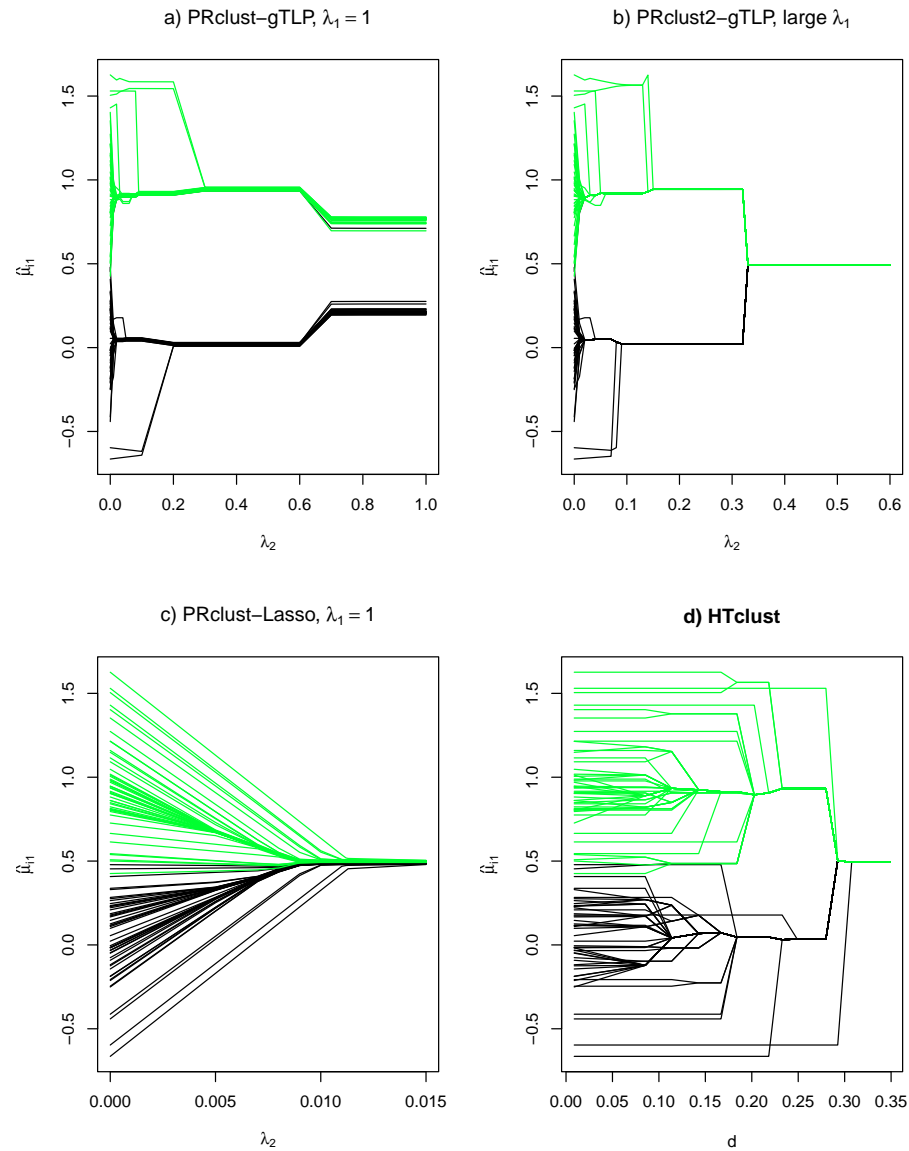 a) PRclust−gTLP, λ1 = 1
1.5
1.0
0.5
0.0
−0.5
μ̂i1
0.0 0.2 0.4 0.6 0.8 1.0
λ2
b) PRclust2−gTLP, large λ1
1.5
1.0
0.5
0.0
−0.5
μ̂i1
0.0 0.1 0.2 0.3 0.4 0.5 0.6
λ2
c) PRclust−Lasso, λ1 = 1
1.5
1.0
0.5
0.0
−0.5
μ̂i1
0.000 0.005 0.010 0.015
λ2
d) HTclust
1.5
1.0
0.5
0.0
−0.5
μ̂i1
0.00 0.05 0.10 0.15 0.20 0.25 0.30 0.35
d